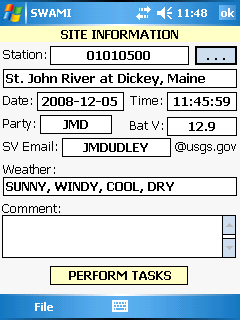 SWAMI 11:48 ok
SITE INFORMATION
Station: 01010500 ...
St. John River at Dickey, Maine
Date: 2008-12-05 Time: 11:45:59
Party: JMD Bat V: 12.9
SV Email: JMDUDLEY @usgs.gov
Weather:
SUNNY, WINDY, COOL, DRY
Comment:
PERFORM TASKS
File